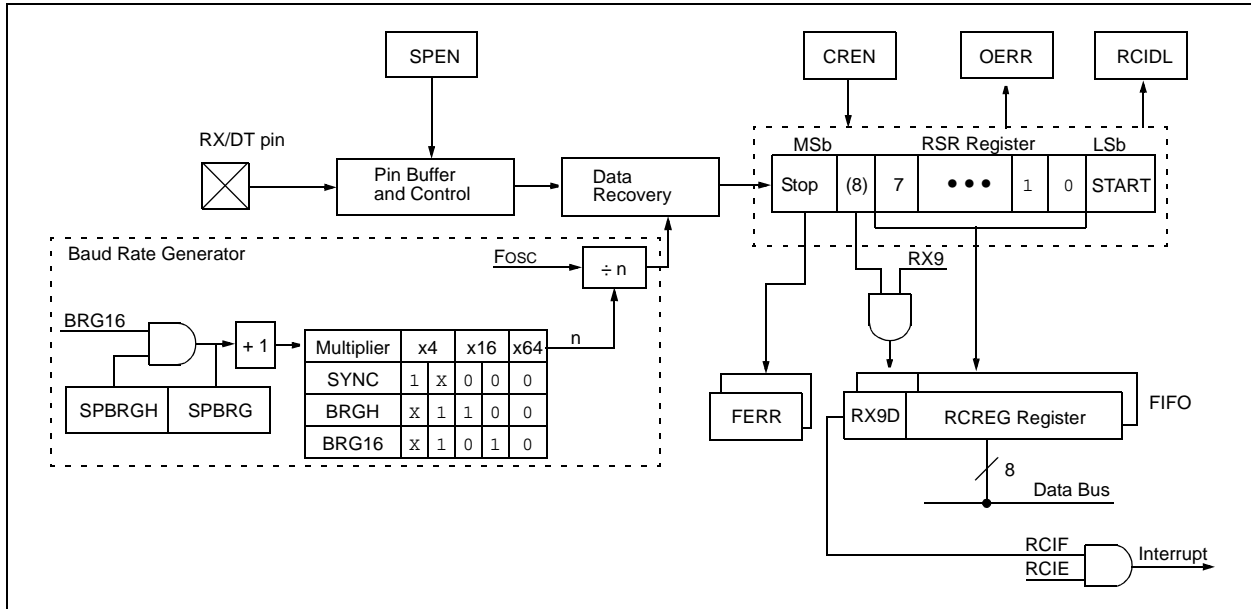 SPEN
CREN
OERR
RCIDL
RX/DT pin
Pin Buffer
and Control
Data
Recovery
MSb
RSR Register
LSb
Stop (8) 7 ••• 1 0 START
Baud Rate Generator
FOSC
÷ n
RX9
BRG16
+ 1
n
SPBRGH SPBRG
Multiplier x4 x16 x64
SYNC 1 X 0 0 0
BRGH X 1 1 0 0
BRG16 X 1 0 1 0
FERR
RX9D RCREG Register
FIFO
8
Data Bus
RCIF
RCIE
Interrupt